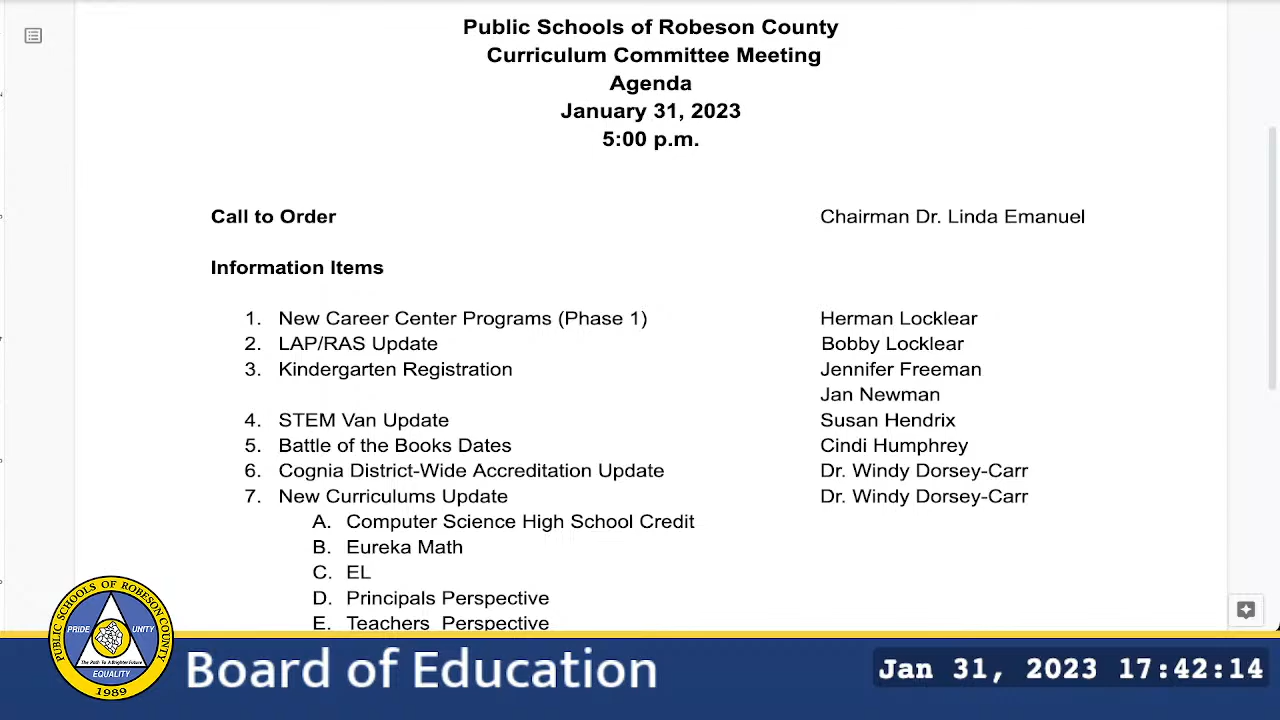 Public Schools of Robeson County
Curriculum Committee Meeting
Agenda
January 31, 2023
5:00 p.m.
Call to Order Chairman Dr. Linda Emanuel
Information Items
1. New Career Center Programs (Phase 1) Herman Locklear
2. LAP/RAS Update Bobby Locklear
3. Kindergarten Registration Jennifer Freeman
Jan Newman
4. STEM Van Update Susan Hendrix
5. Battle of the Books Dates Cindi Humphrey
6. Cognia District-Wide Accreditation Update Dr. Windy Dorsey-Carr
7. New Curriculums Update Dr. Windy Dorsey-Carr
A. Computer Science High School Credit
B. Eureka Math
C. EL
D. Principals Perspective
E. Teachers Perspective
PUBLIC SCHOOLS OF ROBESON COUNTY
PRIDE UNITY
The Path To A Brighter Future
EQUALITY
1989
Board of Education
Jan 31, 2023 17:42:14